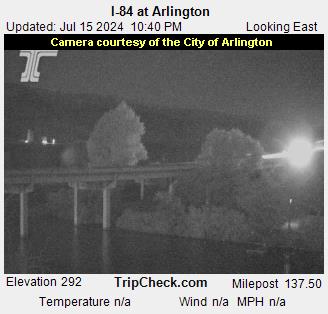 I-84 at Arlington
Updated: Jul 15 2024 10:40 PM Looking East
Camera courtesy of the City of Arlington
Elevation 292 TripCheck.com Milepost 137.50
Temperature n/a Wind n/a MPH n/a